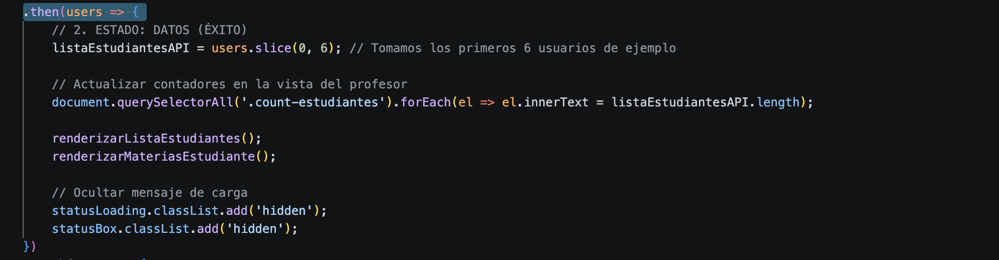 .then(users => {
// 2. ESTADO: DATOS (ÉXITO)
listaEstudiantesAPI = users.slice(0, 6); // Tomamos los primeros 6 usuarios de ejemplo
// Actualizar contadores en la vista del profesor
document.querySelectorAll('.count-estudiantes').forEach(el => el.innerText = listaEstudiantesAPI.length);
renderizarListaEstudiantes();
renderizarMateriasEstudiante();
// Ocultar mensaje de carga
statusLoading.classList.add('hidden');
statusBox.classList.add('hidden');
})